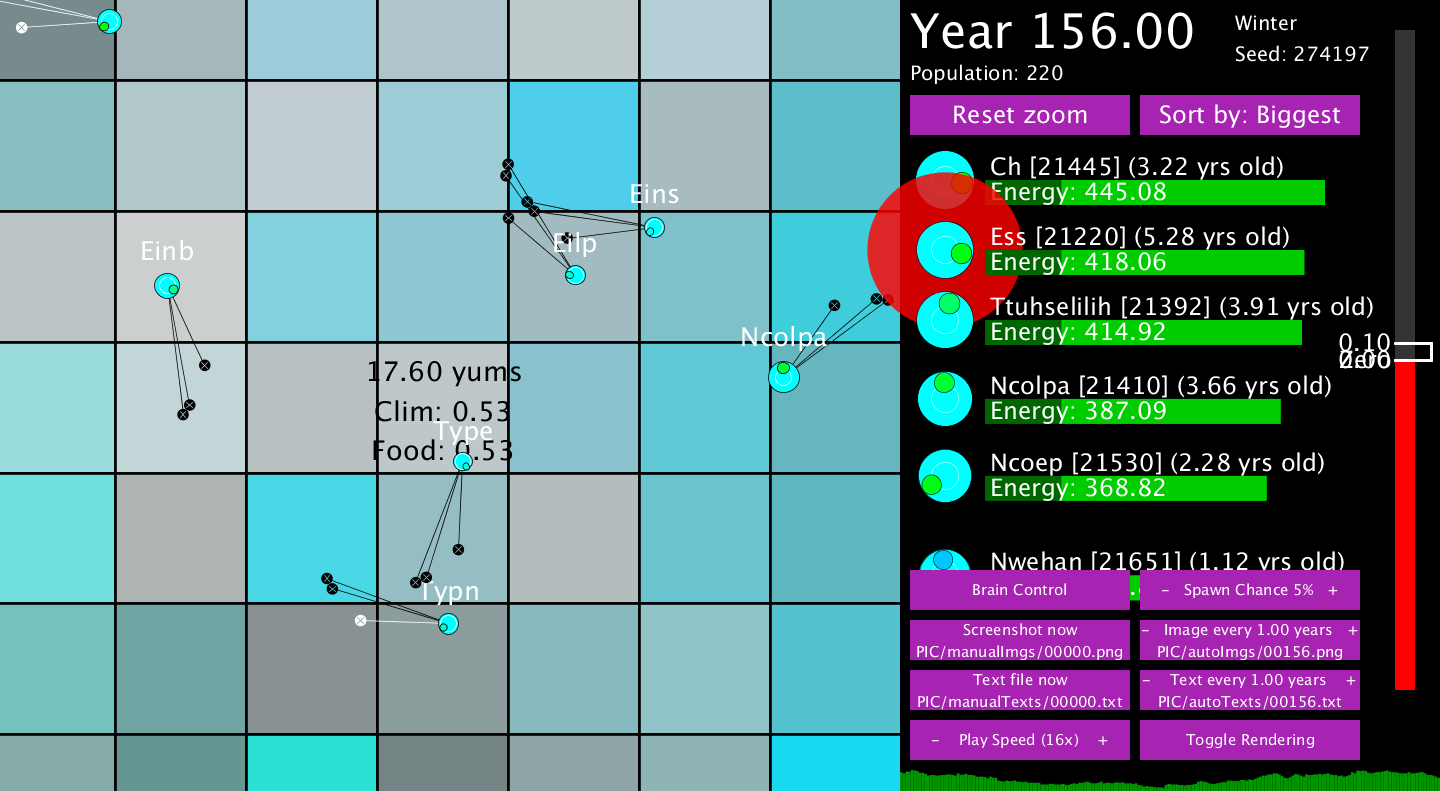 Einb
Eins
Eilp
Ncolpa
17.60 yums
Clim: 0.53
Type
Food: 0.53
Typn
Year 156.00
Winter
Seed: 274197
Population: 220
Reset zoom
Sort by: Biggest
Ch [21445] (3.22 yrs old)
Energy: 445.08
Ess [21220] (5.28 yrs old)
Energy: 418.06
Ttuhselilih [21392] (3.91 yrs old)
Energy: 414.92
0.10
Ncolpa [21410] (3.66 yrs old)
Energy: 387.09
Ncoep [21530] (2.28 yrs old)
Energy: 368.82
Nwehan [21651] (1.12 yrs old)
Brain Control
- Spawn Chance 5% +
Screenshot now
PIC/manualImgs/00000.png
- Image every 1.00 years +
PIC/autoImgs/00156.png
Text file now
PIC/manualTexts/00000.txt
- Text every 1.00 years +
PIC/autoTexts/00156.txt
- Play Speed (16x) +
Toggle Rendering